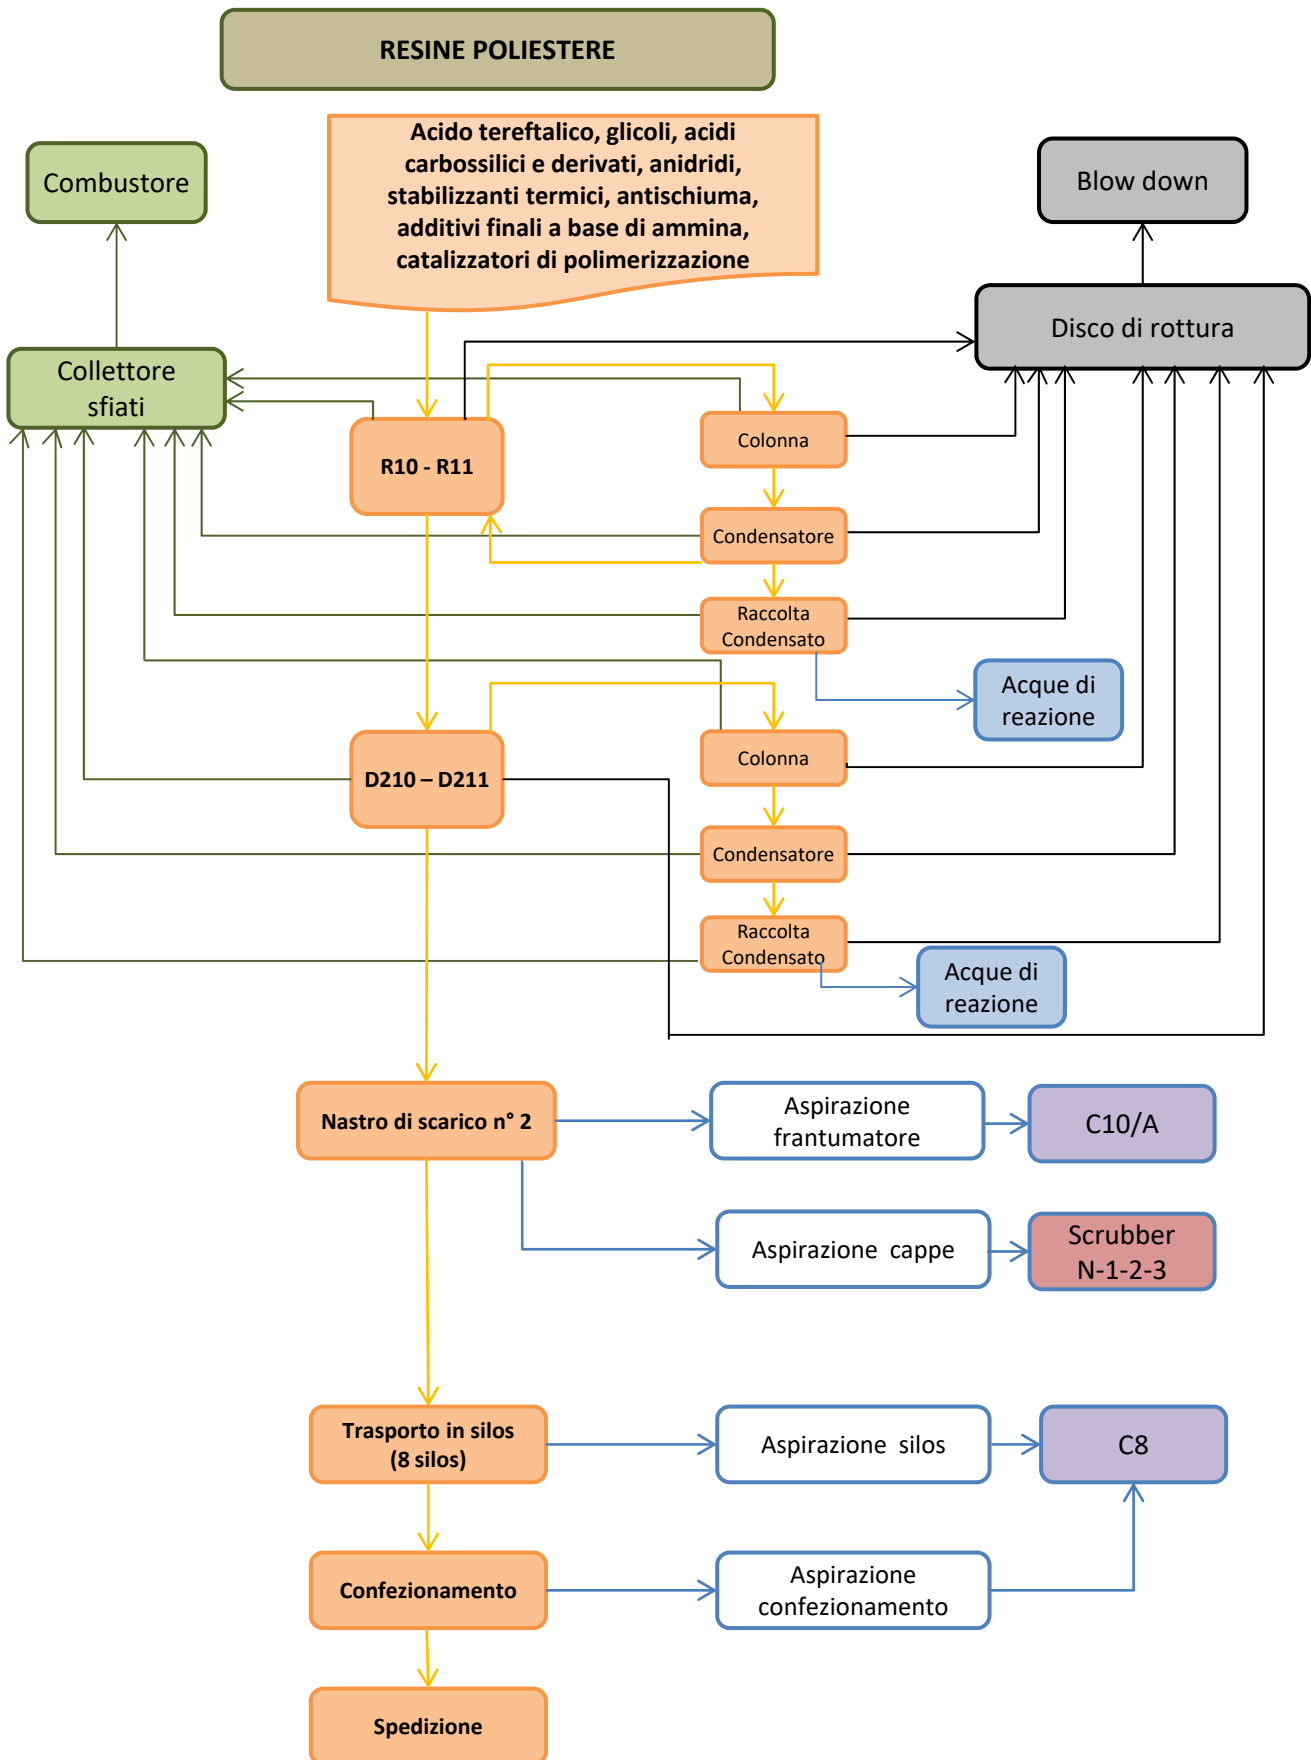 RESINE POLIESTERE
Acido tereftalico, glicoli, acidi
carbossilici e derivati, anidridi,
stabilizzanti termici, antischiuma,
additivi finali a base di ammina,
catalizzatori di polimerizzazione
Combustore
Blow down
Disco di rottura
Collettore
sfiati
Colonna
R10 - R11
Condensatore
Raccolta
Condensato
Acque di
reazione
Colonna
D210 – D211
Condensatore
Raccolta
Condensato
Acque di
reazione
Nastro di scarico n° 2
Aspirazione
frantumatore
C10/A
Aspirazione cappe
Scrubber
N-1-2-3
Trasporto in silos
(8 silos)
Aspirazione silos
C8
Confezionamento
Aspirazione
confezionamento
Spedizione